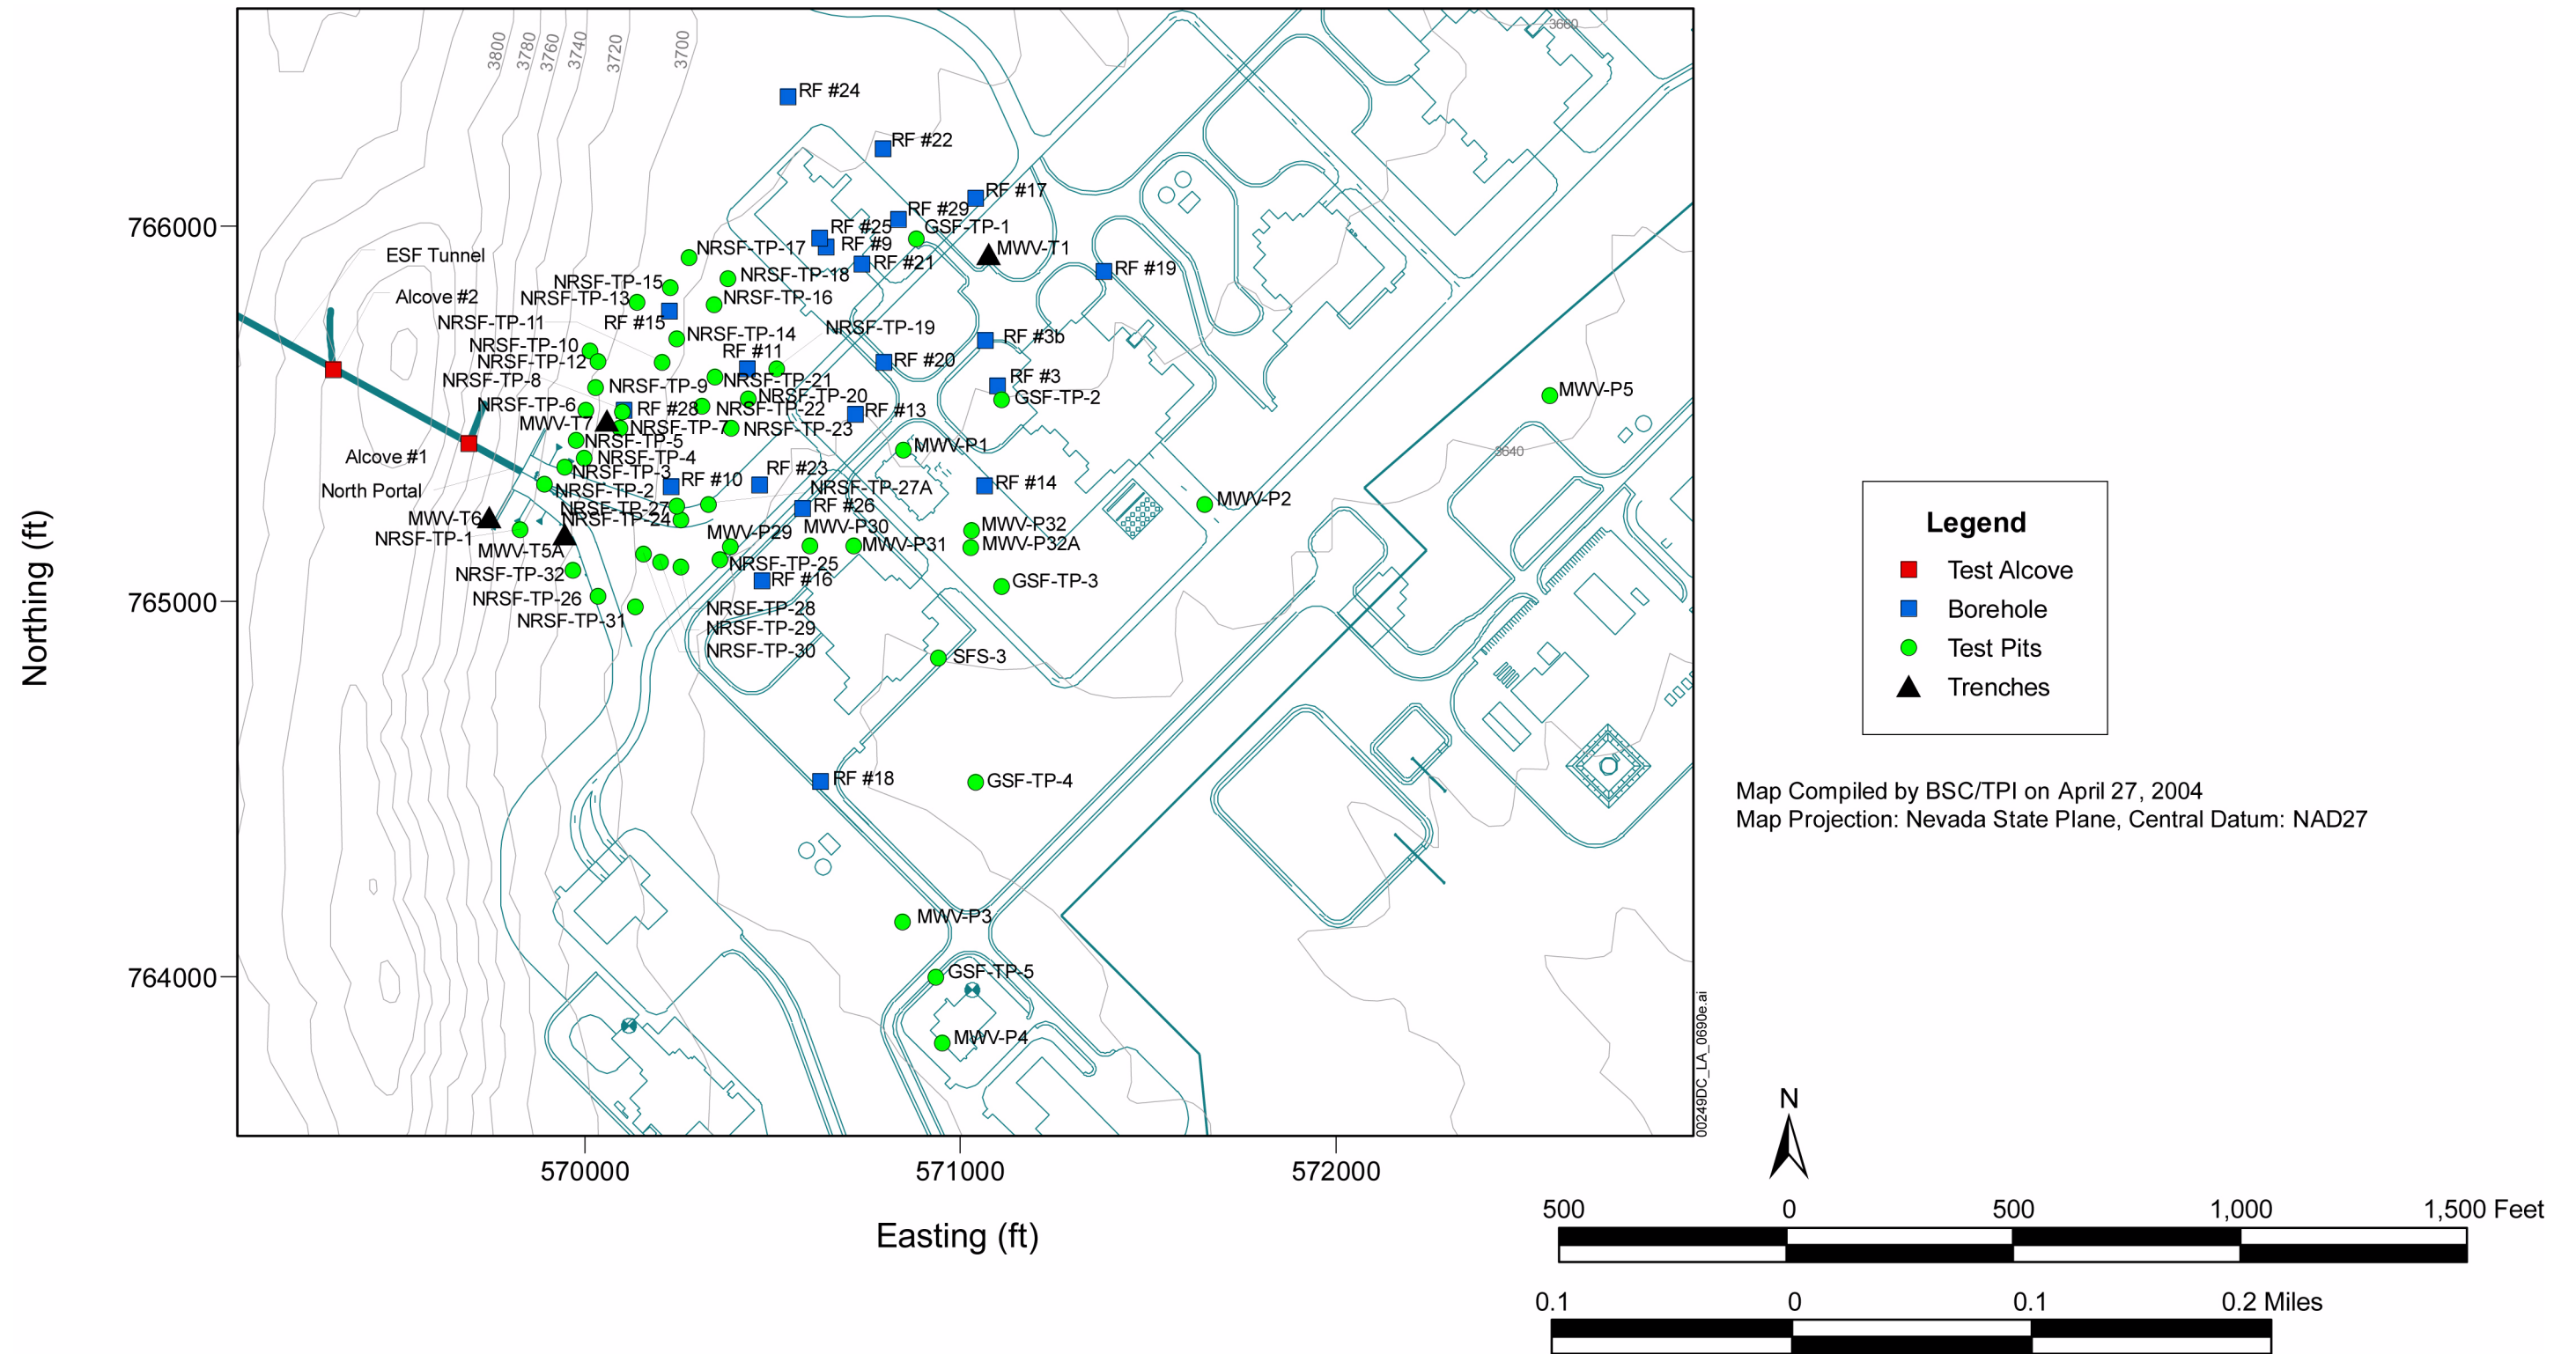 3800
3780
3760
3740
3720
3700
3660
RF #24
RF #22
RF #17
RF #29
766000
RF #25
GSF-TP-1
NRSF-TP-17
RF #9
MWV-T1
ESF Tunnel
RF #21
RF #19
NRSF-TP-15
NRSF-TP-18
Alcove #2
NRSF-TP-13
NRSF-TP-16
NRSF-TP-11
RF #15
NRSF-TP-19
NRSF-TP-14
RF #3b
NRSF-TP-10
RF #11
NRSF-TP-12
RF #20
NRSF-TP-8
NRSF-TP-9
NRSF-TP-21
RF #3
MWV-P5
NRSF-TP-20
GSF-TP-2
NRSF-TP-6
RF #28
NRSF-TP-22
RF #13
MWV-T7
NRSF-TP-7
NRSF-TP-23
NRSF-TP-5
MWV-P1
3640
Alcove #1
NRSF-TP-4
NRSF-TP-3
RF #10
RF #23
RF #14
North Portal
NRSF-TP-2
NRSF-TP-27A
MWV-P2
NRSF-TP-27
RF #26
MWV-T6
NRSF-TP-24
MWV-P32
NRSF-TP-1
MWV-P29
MWV-P30
MWV-P31
MWV-P32A
MWV-T5A
NRSF-TP-25
NRSF-TP-32
RF #16
GSF-TP-3
765000
NRSF-TP-26
NRSF-TP-28
NRSF-TP-31
NRSF-TP-29
NRSF-TP-30
SFS-3
RF #18
GSF-TP-4
MWV-P3
764000
GSF-TP-5
MWV-P4
Northing (ft)
570000
571000
572000
Easting (ft)
00249DC_LA_0690e.ai
Legend
Test Alcove
Borehole
Test Pits
Trenches
Map Compiled by BSC/TPI on April 27, 2004
Map Projection: Nevada State Plane, Central Datum: NAD27
N
500 0 500 1,000 1,500 Feet
0.1 0 0.1 0.2 Miles